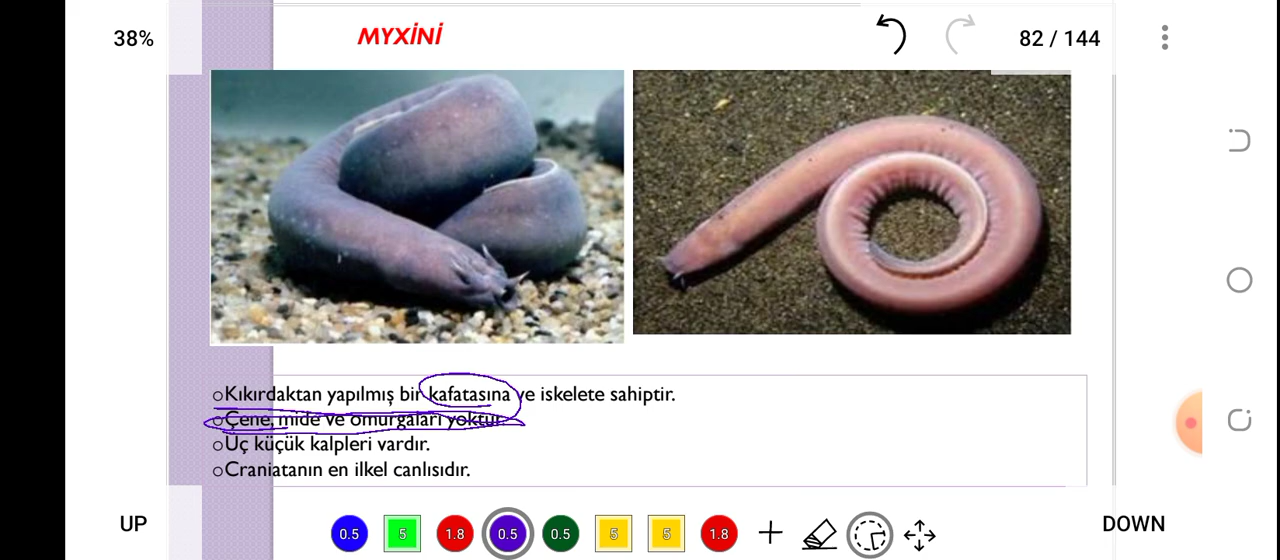 38%
MYXİNİ
82 / 144
○Kıkırdaktan yapılmış bir kafatasına ve iskelete sahiptir.
○Çene, mide ve omurgaları yoktur.
○Üç küçük kalpleri vardır.
○Craniatanın en ilkel canlısıdır.
UP
0.5
5
1.8
0.5
0.5
5
5
1.8
DOWN